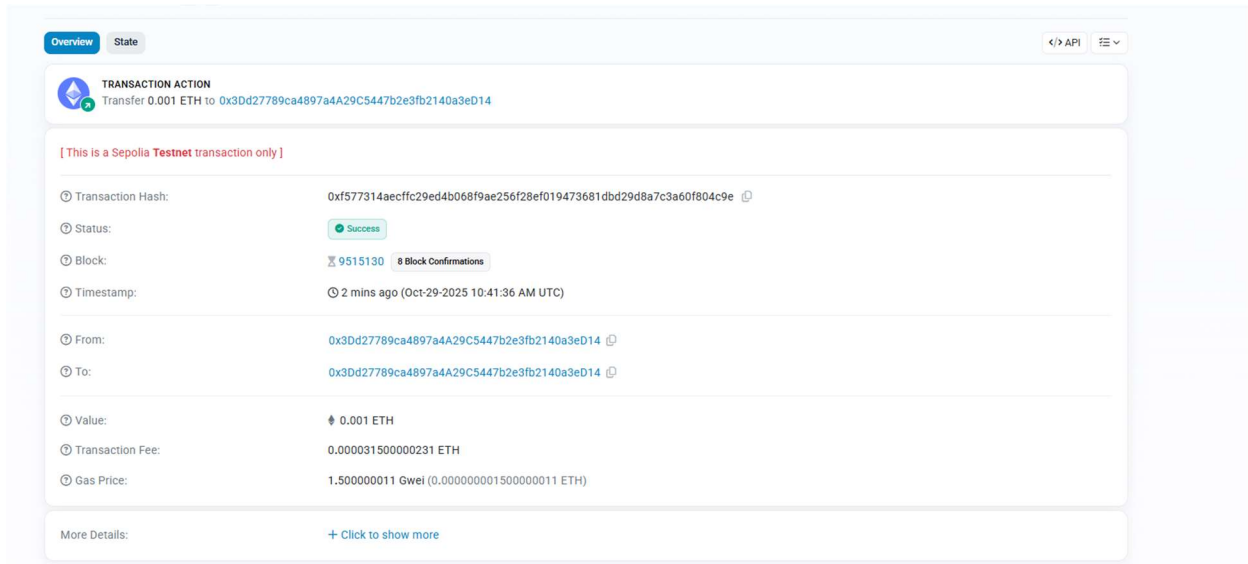 Overview State </> API
TRANSACTION ACTION
Transfer 0.001 ETH to 0x3Dd27789ca4897a4A29C5447b2e3fb2140a3eD14
[ This is a Sepolia Testnet transaction only ]
Transaction Hash: 0xf577314aecffc29ed4b068f9ae256f28ef019473681dbd29d8a7c3a60f804c9e
Status: Success
Block: 9515130 8 Block Confirmations
Timestamp: 2 mins ago (Oct-29-2025 10:41:36 AM UTC)
From: 0x3Dd27789ca4897a4A29C5447b2e3fb2140a3eD14
To: 0x3Dd27789ca4897a4A29C5447b2e3fb2140a3eD14
Value: 0.001 ETH
Transaction Fee: 0.000031500000231 ETH
Gas Price: 1.500000011 Gwei (0.000000001500000011 ETH)
More Details: + Click to show more